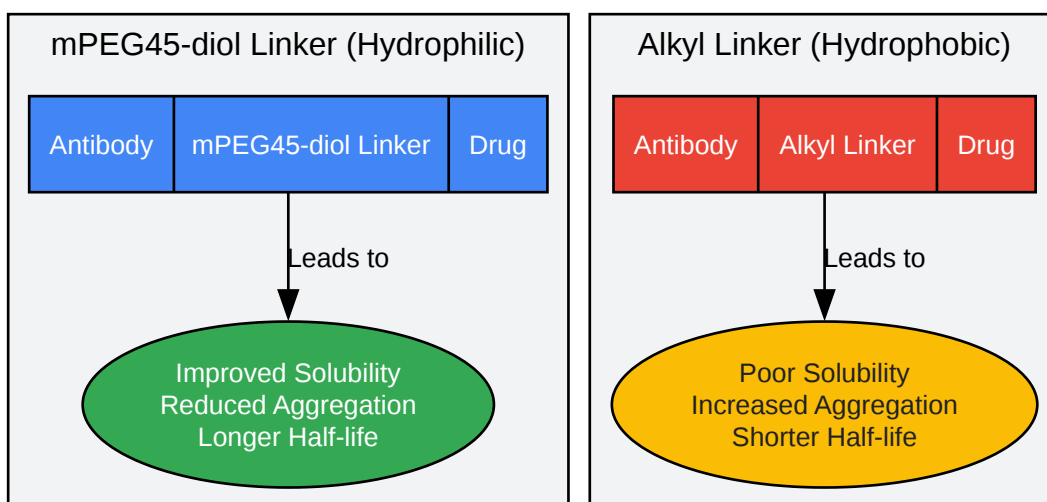 mPEG45-diol Linker (Hydrophilic)
Antibody mPEG45-diol Linker Drug
Leads to
Improved Solubility
Reduced Aggregation
Longer Half-life
Alkyl Linker (Hydrophobic)
Antibody Alkyl Linker Drug
Leads to
Poor Solubility
Increased Aggregation
Shorter Half-life